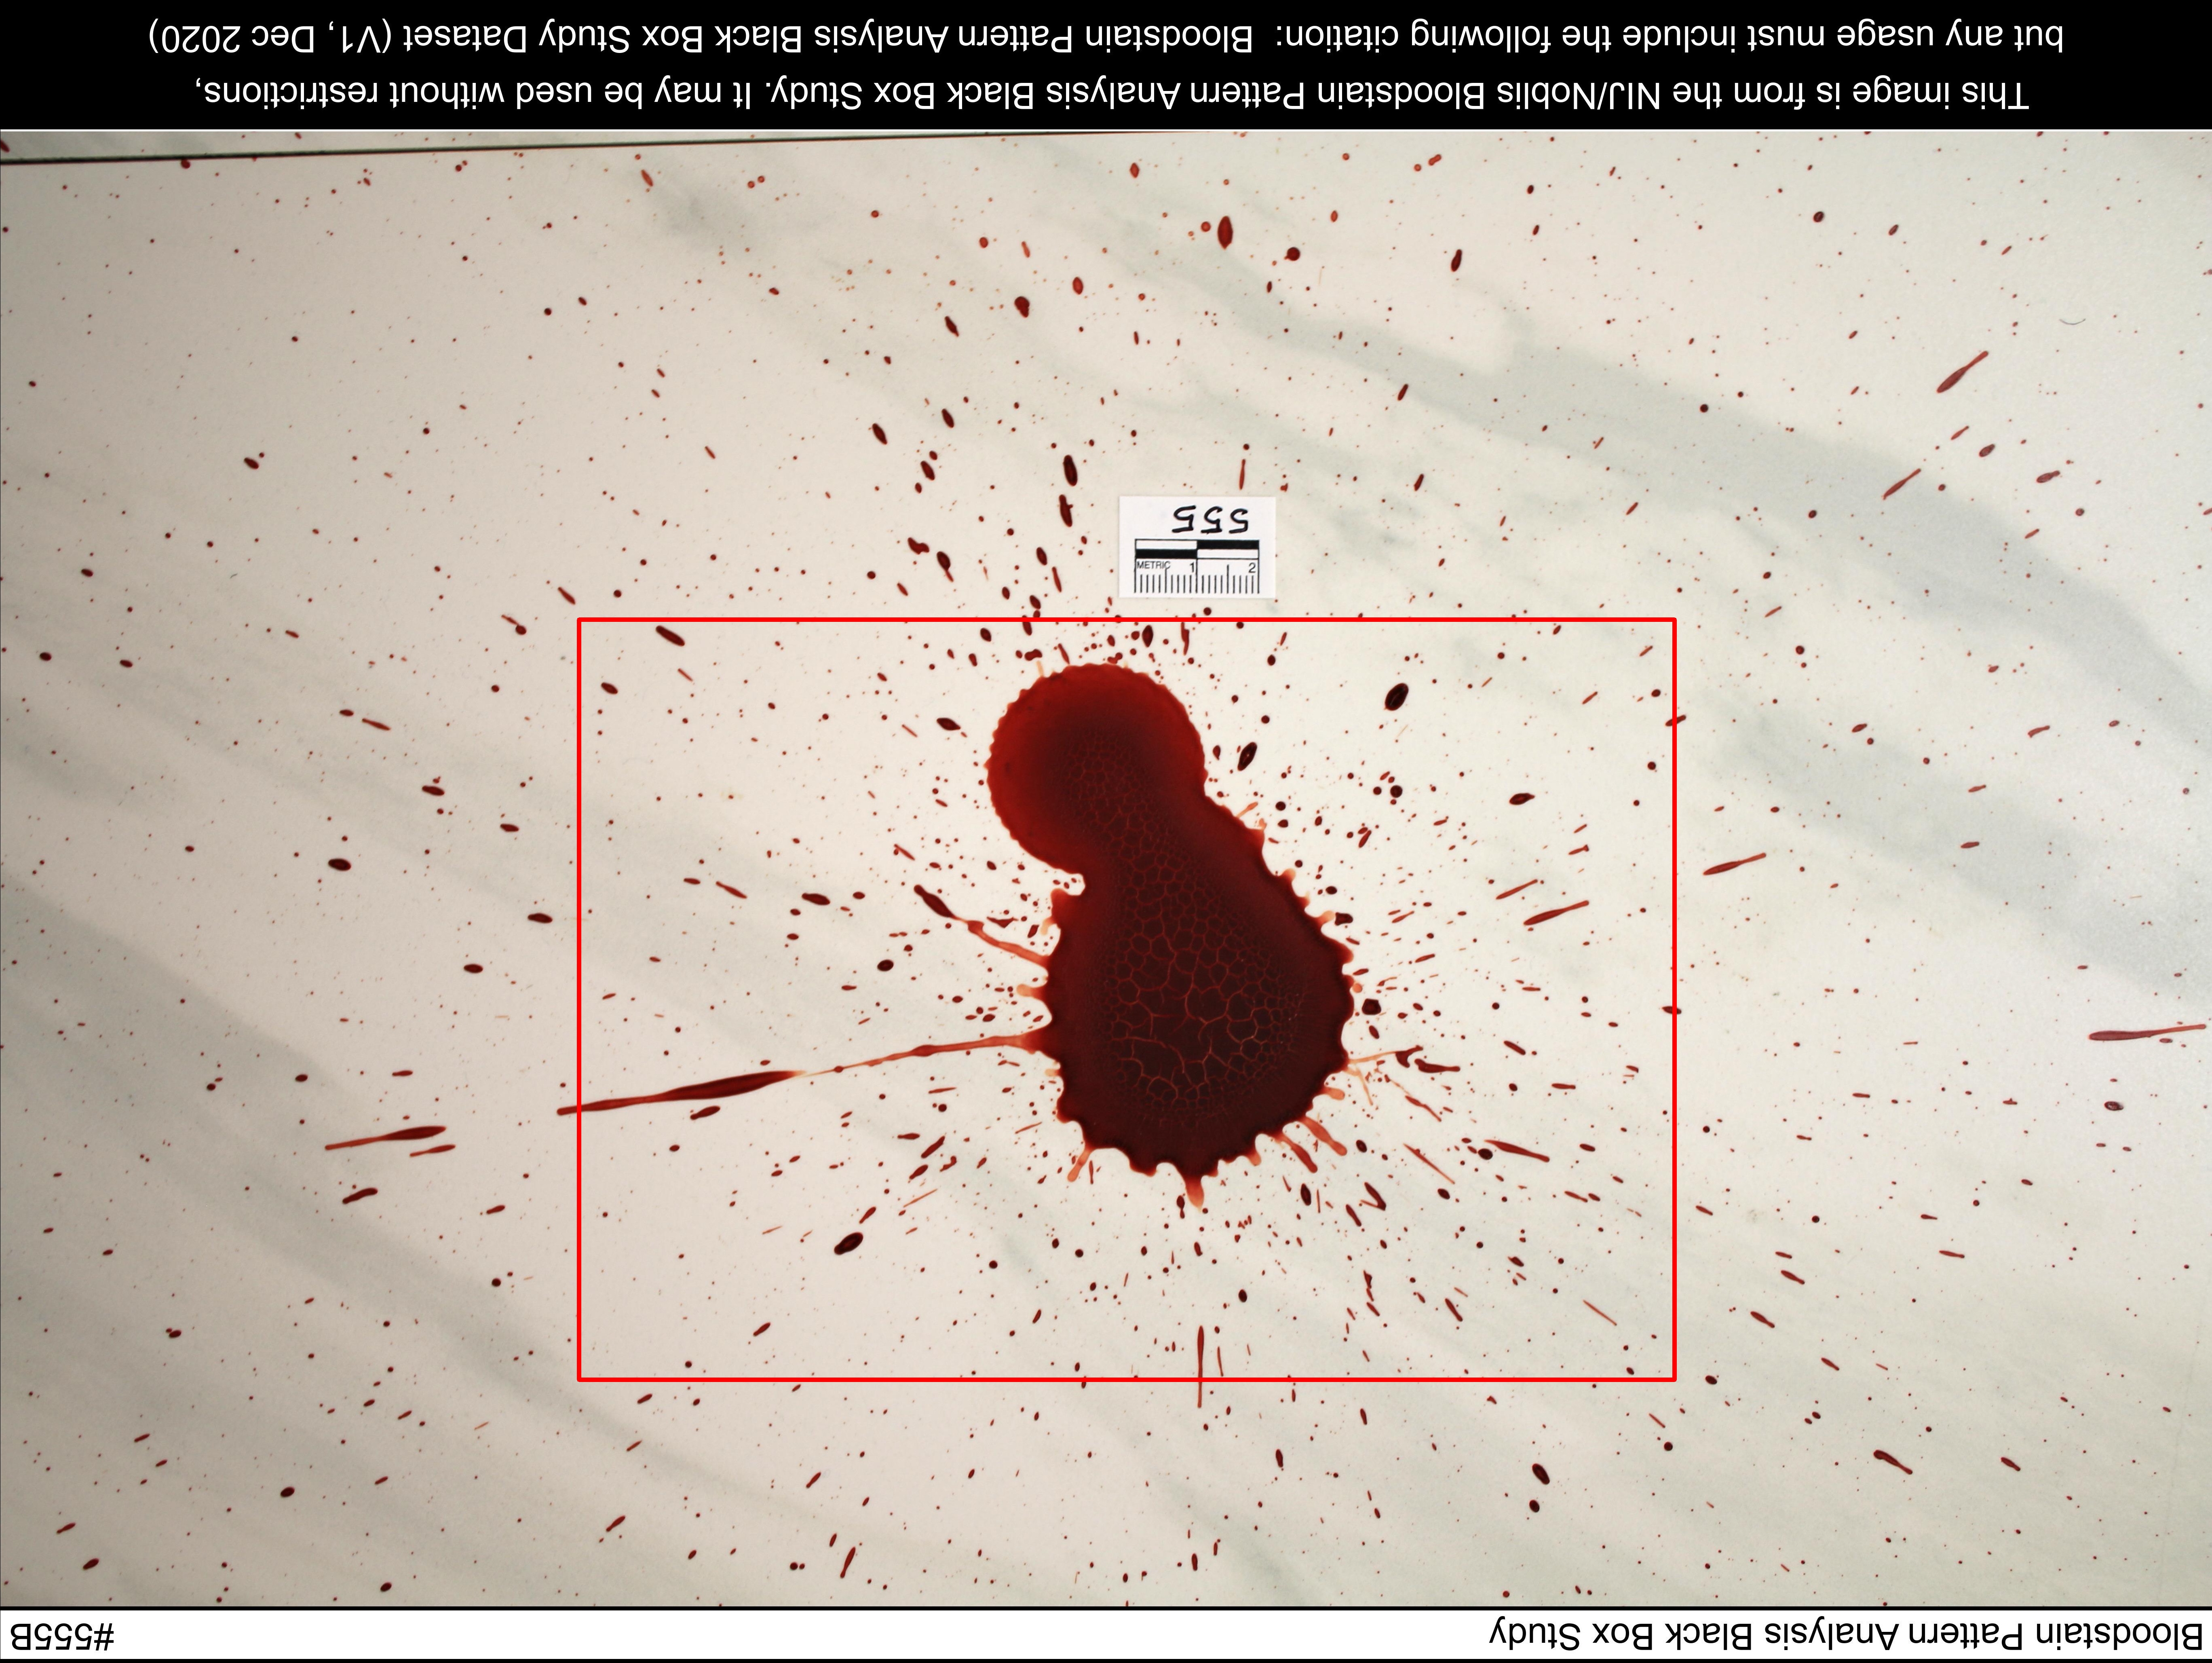 Bloodstain Pattern Analysis Black Box Study #555B
METRIC 1 2
555
This image is from the NIJ/Noblis Bloodstain Pattern Analysis Black Box Study. It may be used without restrictions,
but any usage must include the following citation: Bloodstain Pattern Analysis Black Box Study Dataset (V1, Dec 2020)